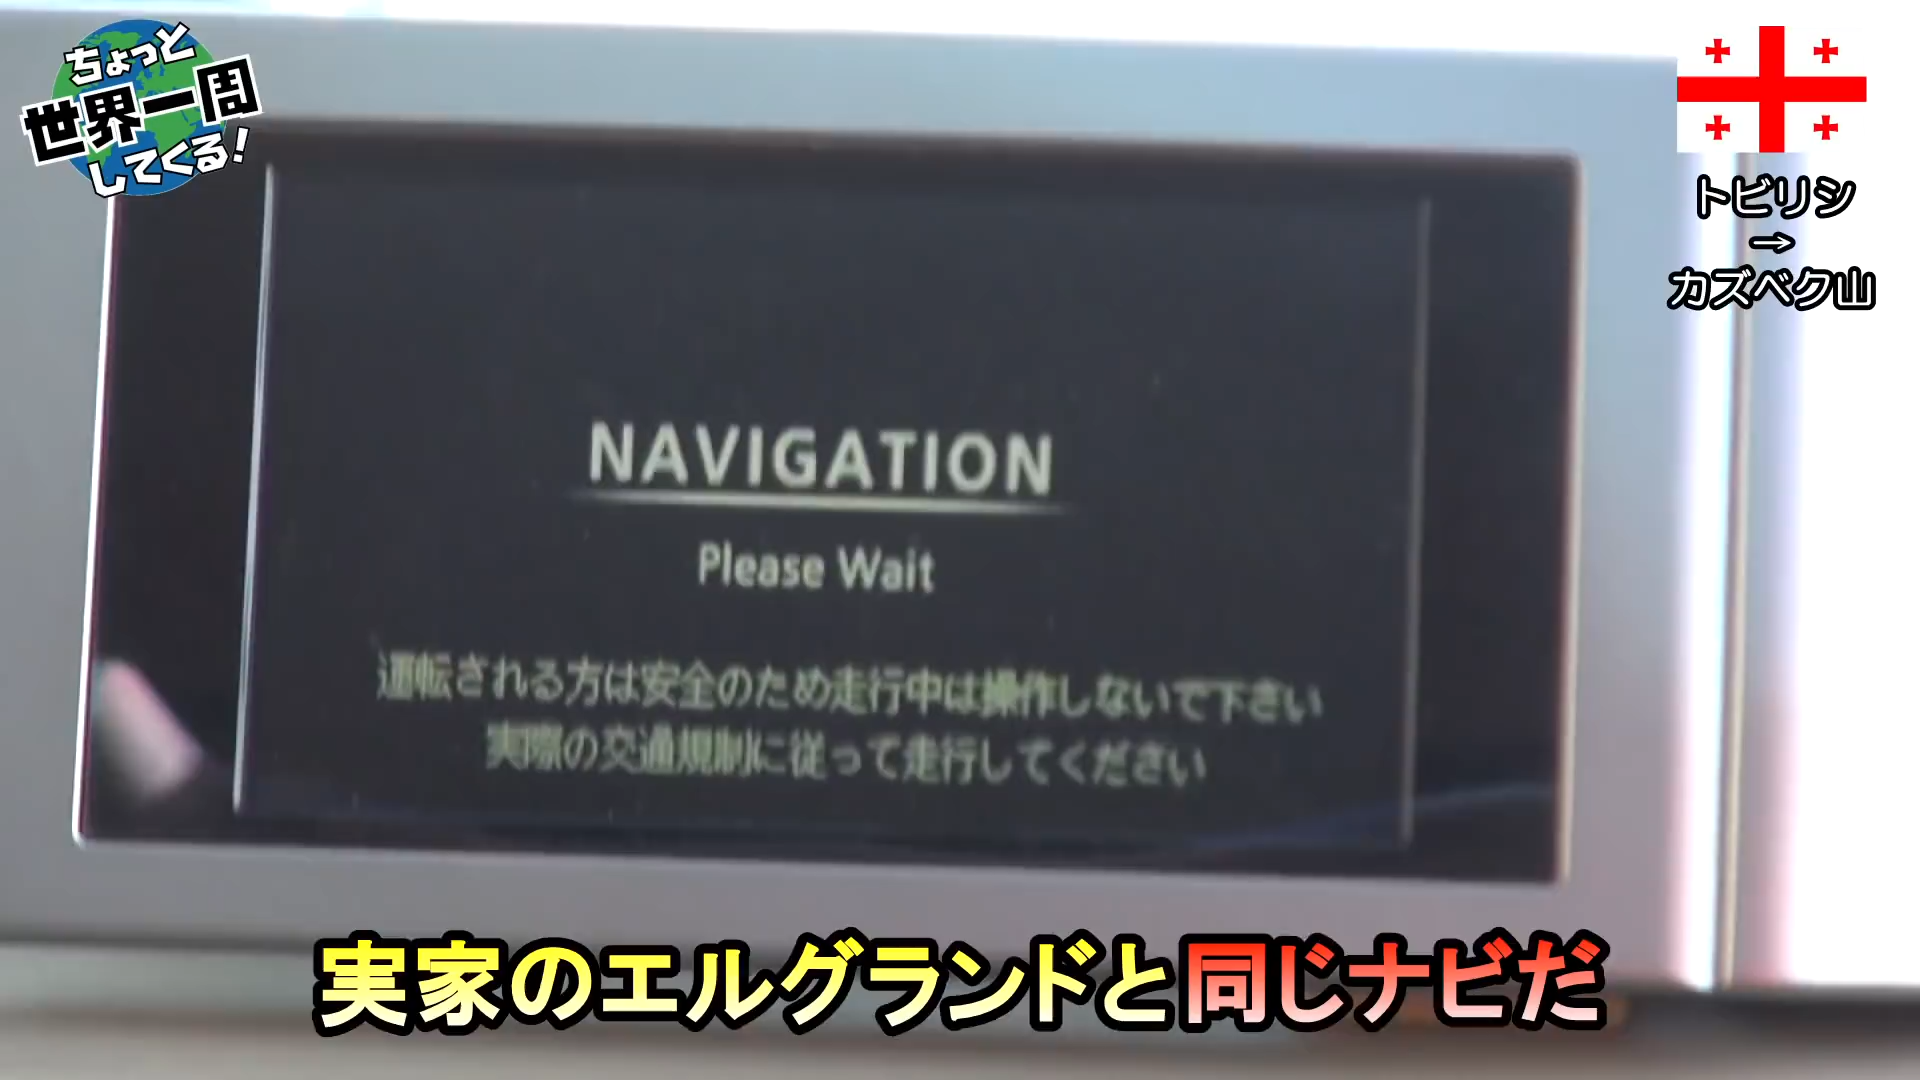 ちょっと
世界一周
してくる!
トビリシ
→
カズベク山
NAVIGATION
Please Wait
運転される方は安全のため走行中は操作しないで下さい
実際の交通規制に従って走行してください
実家のエルグランドと同じナビだ